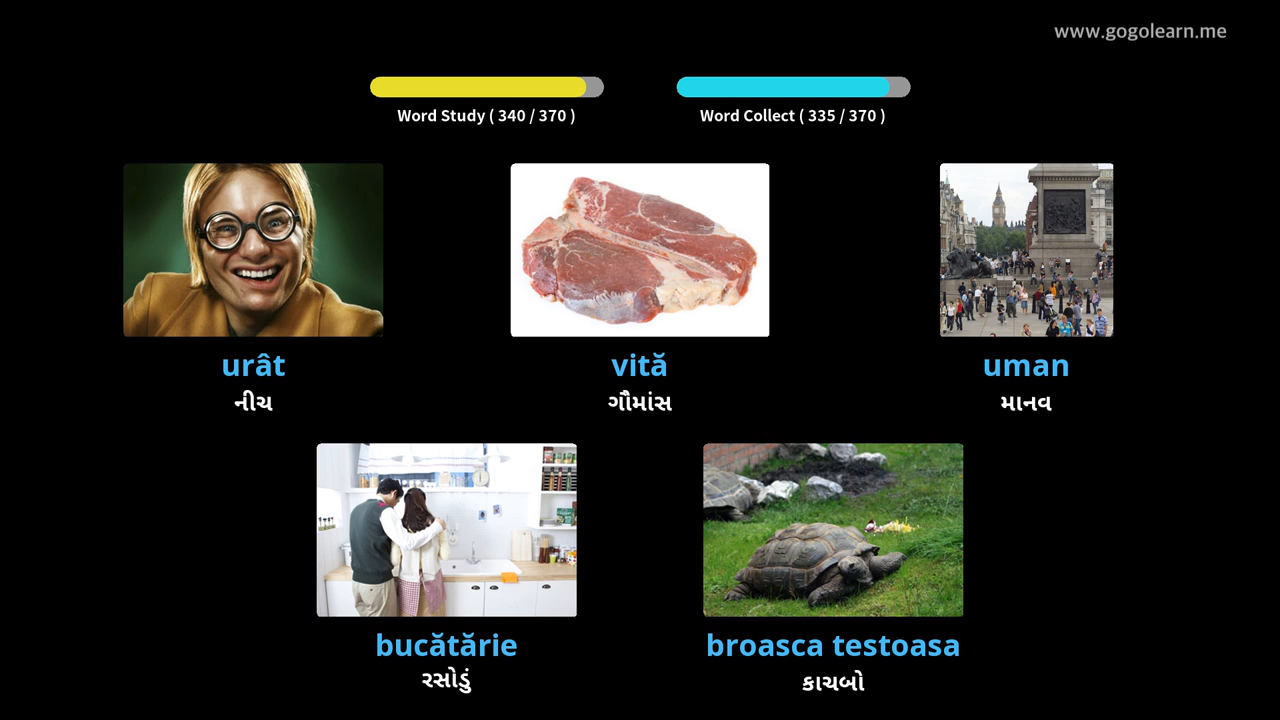 www.gogolearn.me
Word Study ( 340 / 370 )
Word Collect ( 335 / 370 )
urât
નીચ
vită
ગૌમાંસ
uman
માનવ
bucătărie
રસોડું
broasca testoasa
કાચબો